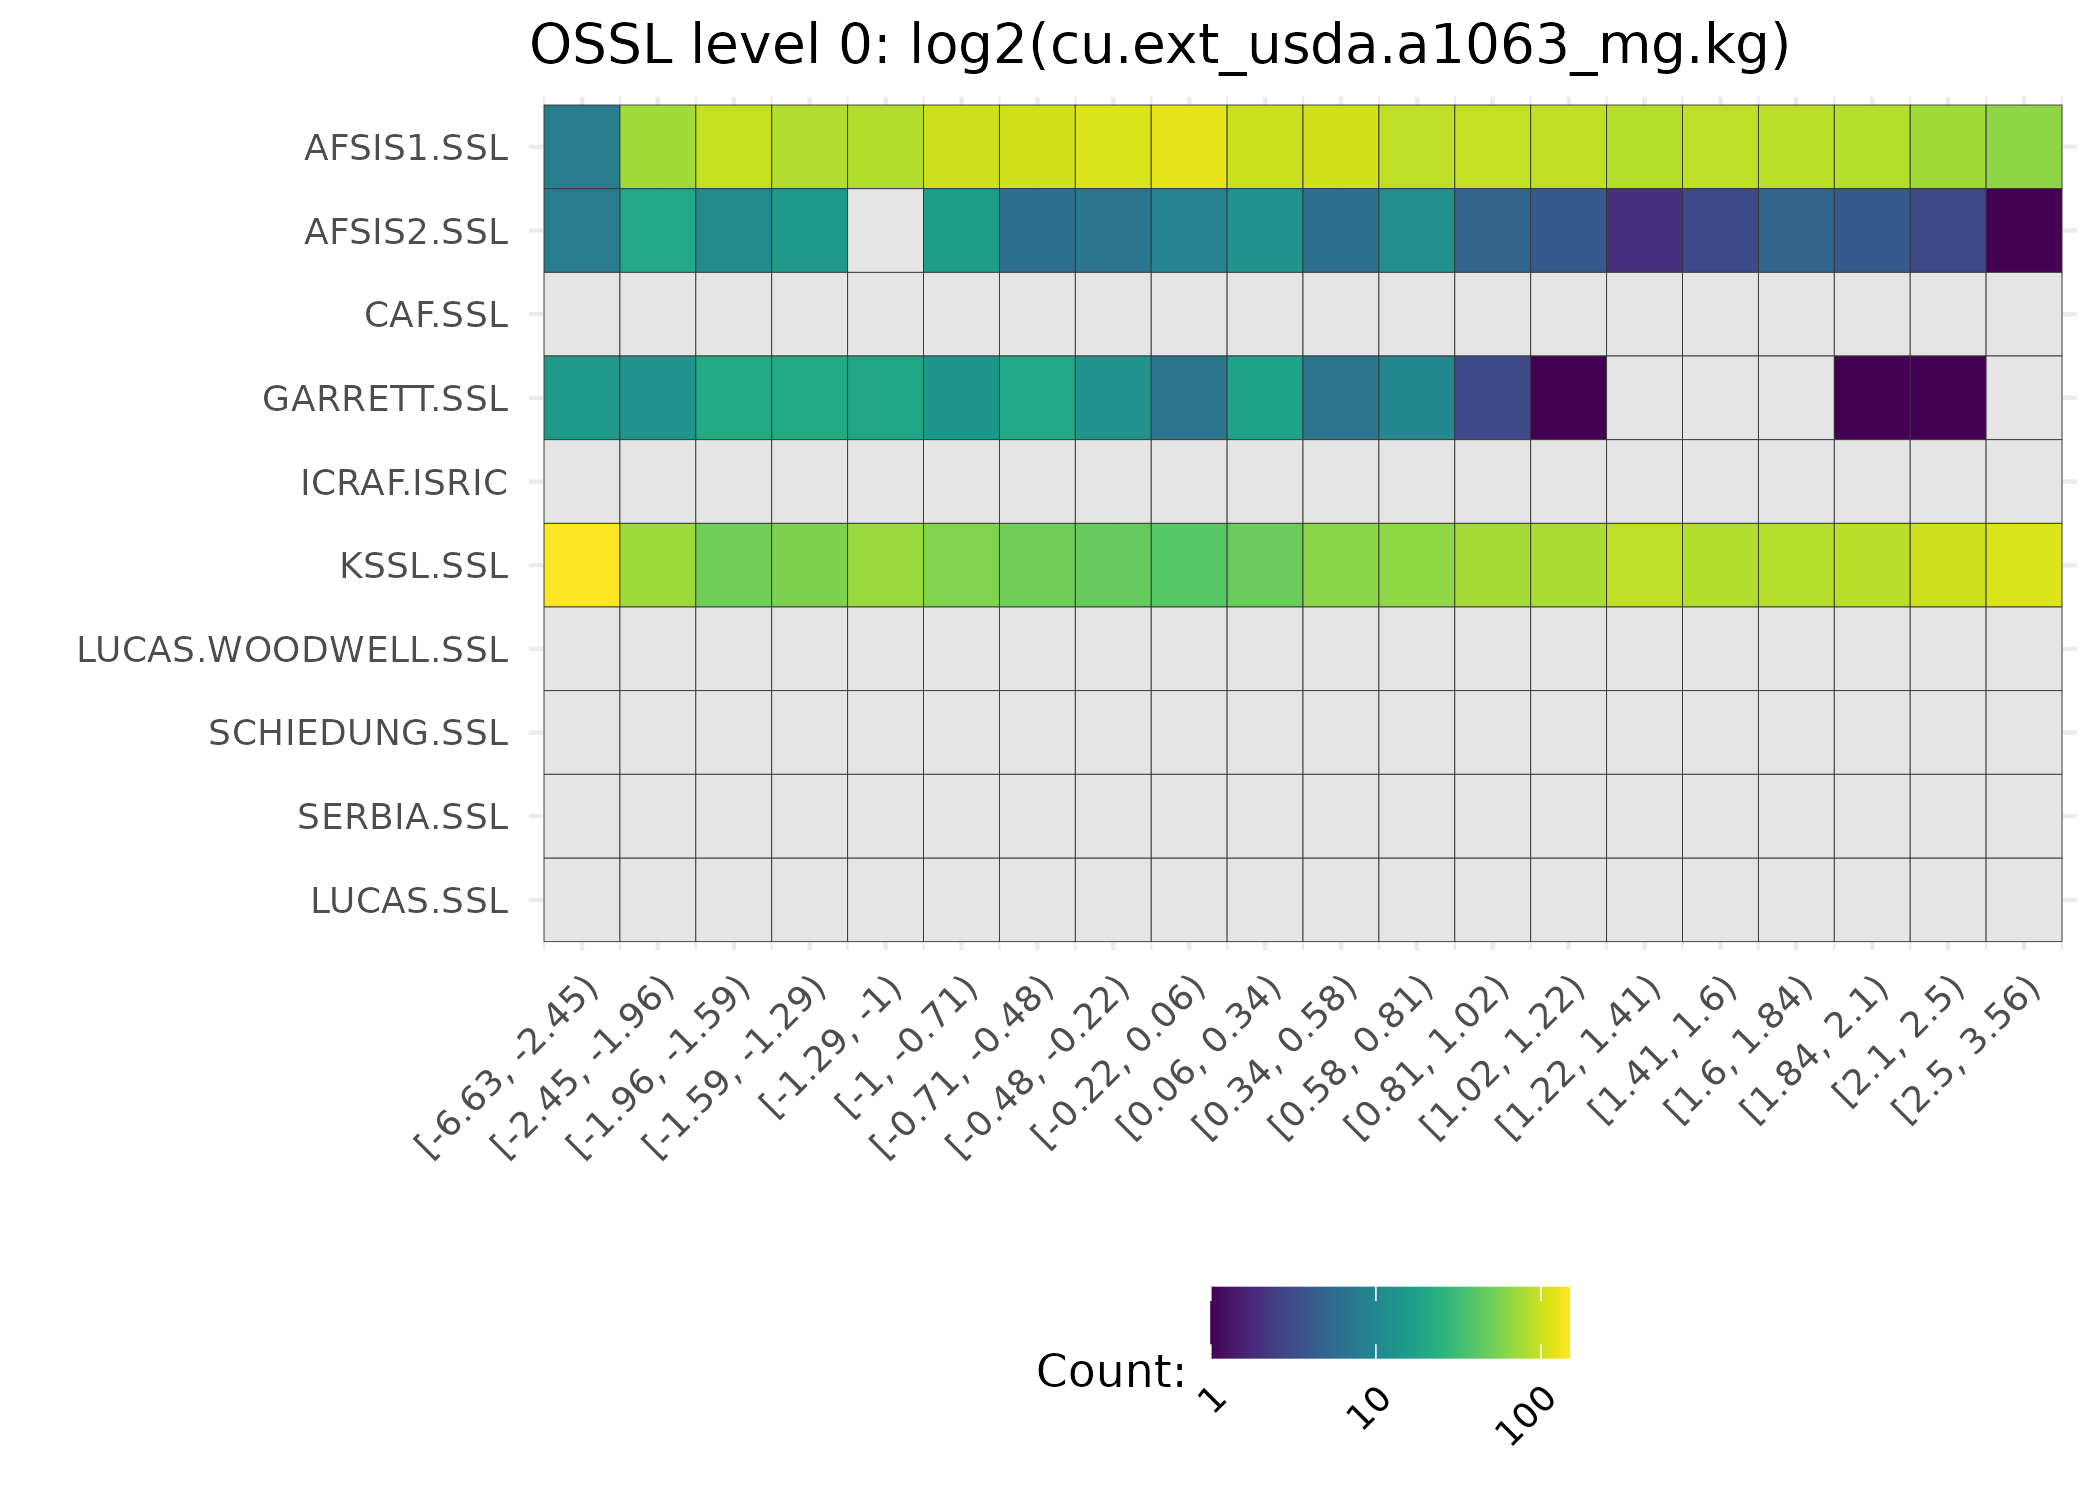 OSSL level 0: log2(cu.ext_usda.a1063_mg.kg)
AFSIS1.SSL
AFSIS2.SSL
CAF.SSL
GARRETT.SSL
ICRAF.ISRIC
KSSL.SSL
LUCAS.WOODWELL.SSL
SCHIEDUNG.SSL
SERBIA.SSL
LUCAS.SSL
[-6.63, -2.45)
[-2.45, -1.96)
[-1.96, -1.59)
[-1.59, -1.29)
[-1.29, -1)
[-1, -0.71)
[-0.71, -0.48)
[-0.48, -0.22)
[-0.22, 0.06)
[0.06, 0.34)
[0.34, 0.58)
[0.58, 0.81)
[0.81, 1.02)
[1.02, 1.22)
[1.22, 1.41)
[1.41, 1.6)
[1.6, 1.84)
[1.84, 2.1)
[2.1, 2.5)
[2.5, 3.56)
Count:
1
10
100